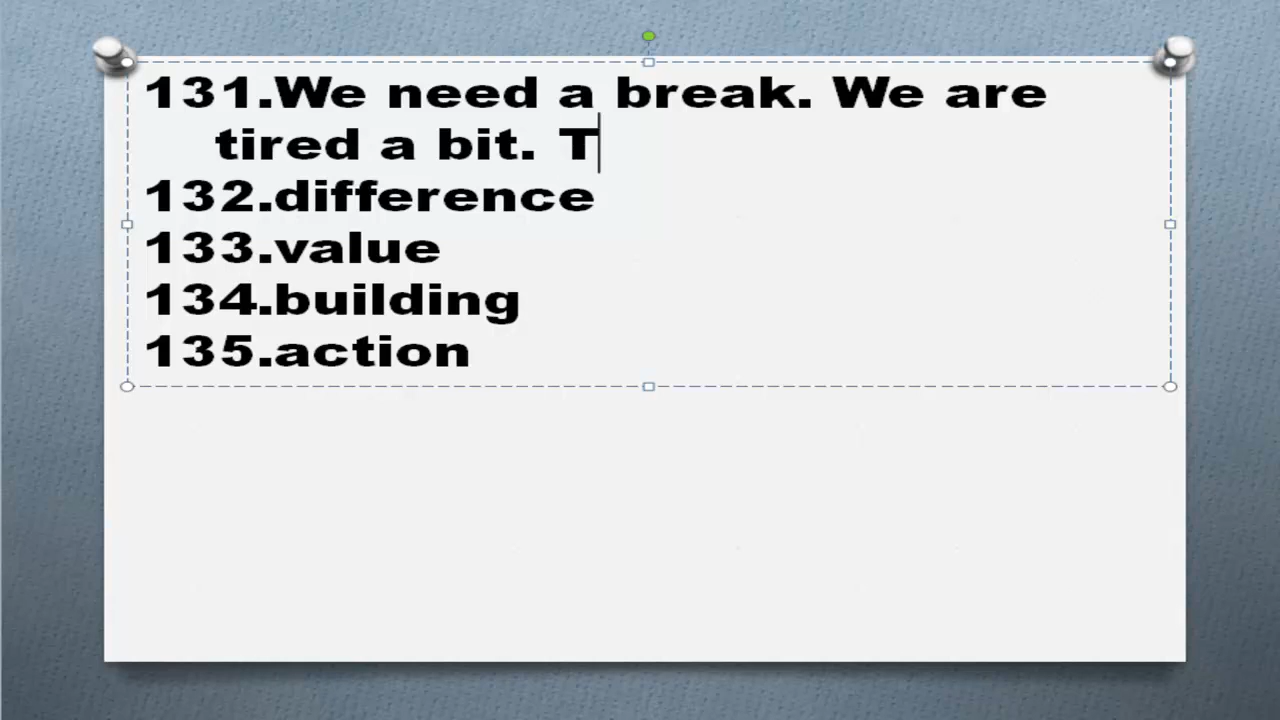 131.We need a break. We are
tired a bit. T
132.difference
133.value
134.building
135.action